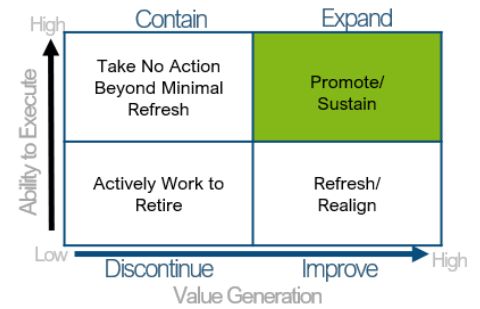 Contain
Expand
High
Take No Action
Beyond Minimal
Refresh
Promote/
Sustain
Ability to Execute
Actively Work to
Retire
Refresh/
Realign
Low
High
Discontinue
Improve
Value Generation